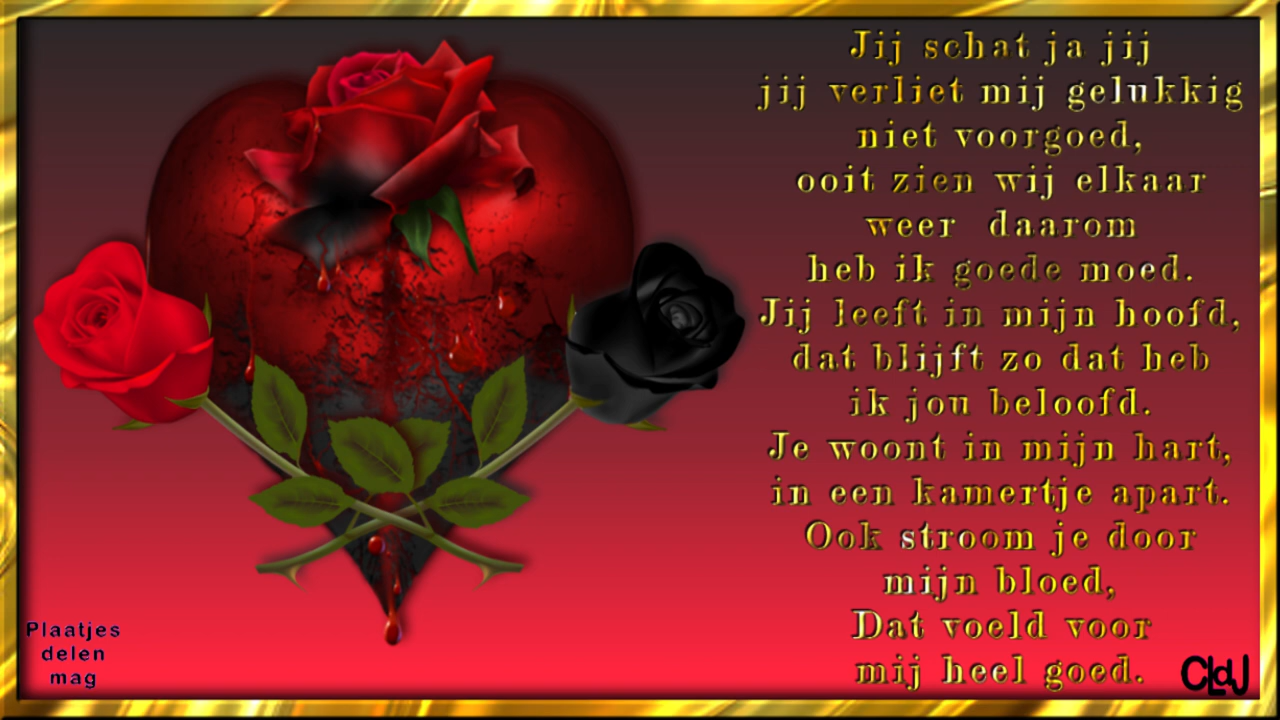 Jij schat ja jij
jij verliet mij gelukkig
niet voorgoed,
ooit zien wij elkaar
weer daarom
heb ik goede moed.
Jij leeft in mijn hoofd,
dat blijft zo dat heb
ik jou beloofd.
Je woont in mijn hart,
in een kamertje apart.
Ook stroom je door
mijn bloed,
Dat voeld voor
mij heel goed.
Plaatjes
delen
mag
CLdJ